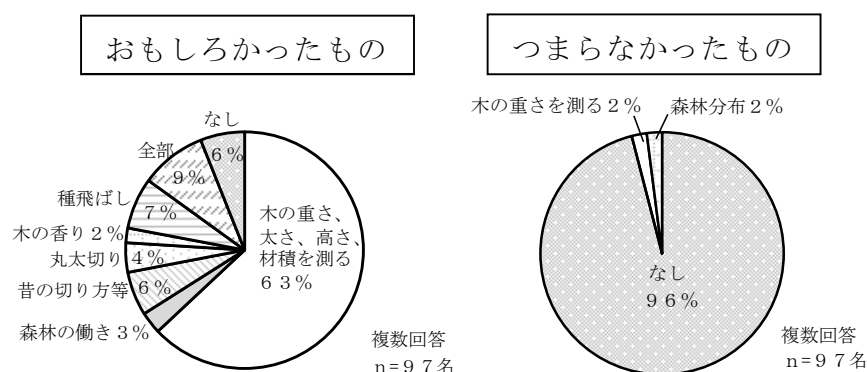 おもしろかったもの
なし
6%
全部
9%
種飛ばし
7%
木の香り2%
丸太切り
4%
昔の切り方等
6%
森林の働き3%
木の重さ、
太さ、高さ、
材積を測る
63%
複数回答
n=97名
つまらなかったもの
木の重さを測る2%
森林分布2%
なし
96%
複数回答
n=97名